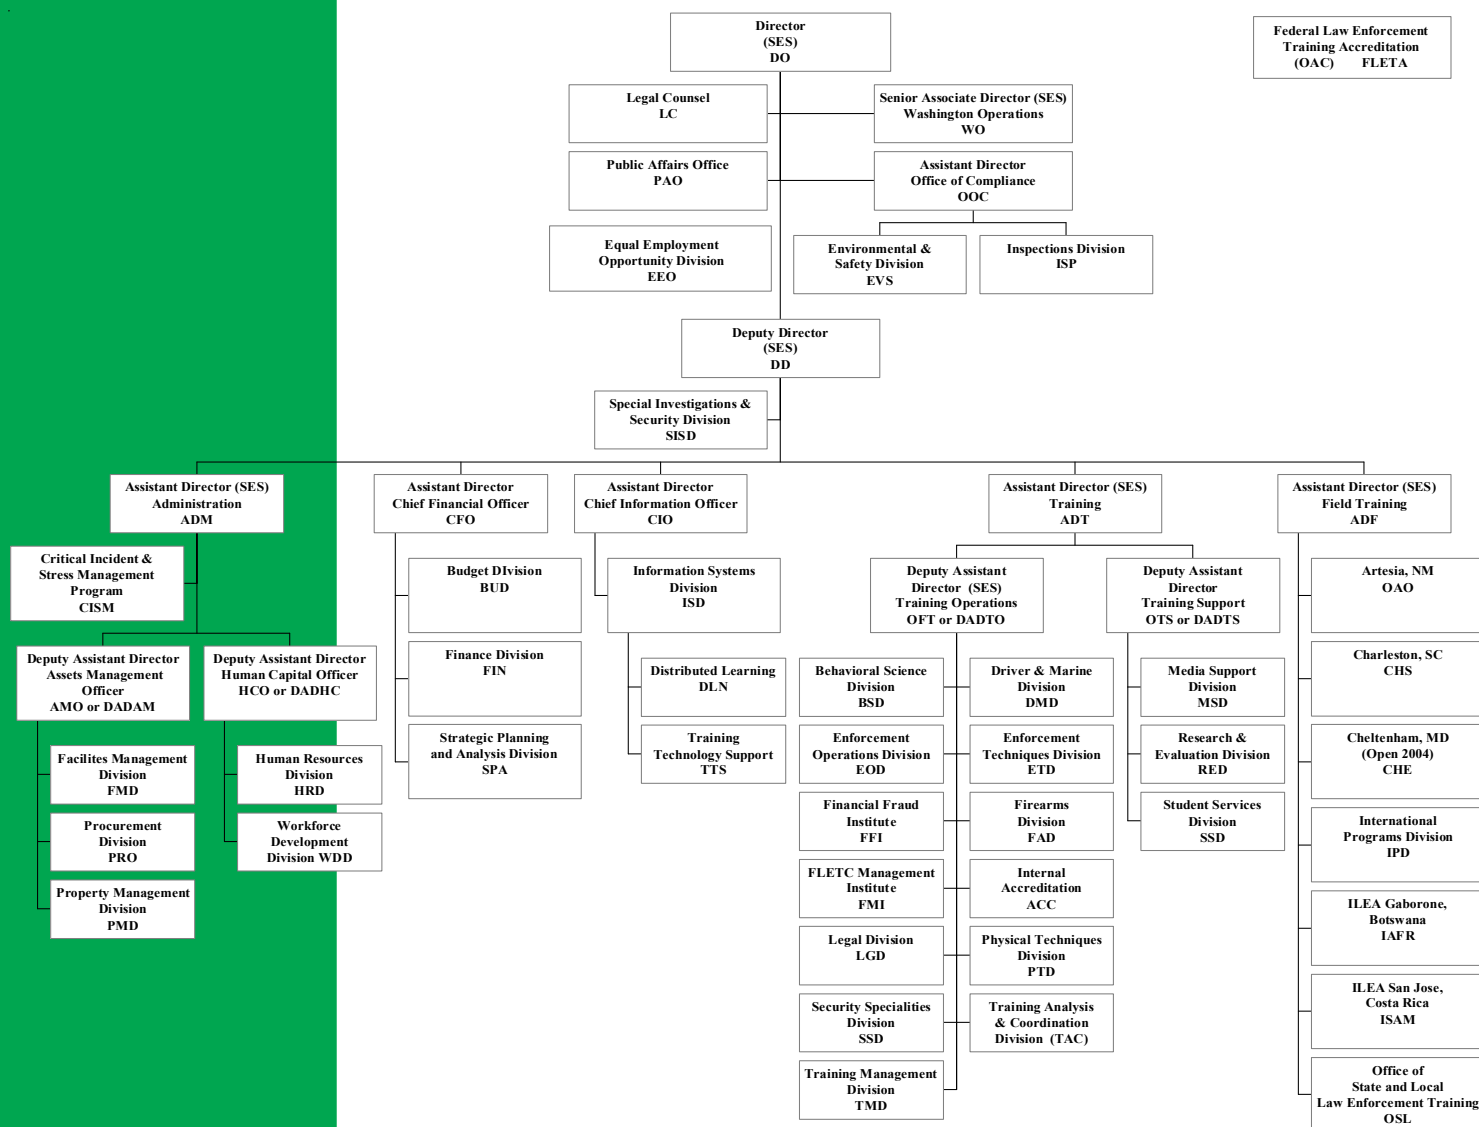 Director
(SES)
DO
Federal Law Enforcement
Training Accreditation
(OAC) FLETA
Legal Counsel
LC
Senior Associate Director (SES)
Washington Operations
WO
Public Affairs Office
PAO
Assistant Director
Office of Compliance
OOC
Equal Employment
Opportunity Division
EEO
Environmental &
Safety Division
EVS
Inspections Division
ISP
Deputy Director
(SES)
DD
Special Investigations &
Security Division
SISD
Assistant Director (SES)
Administration
ADM
Assistant Director
Chief Financial Officer
CFO
Assistant Director
Chief Information Officer
CIO
Assistant Director (SES)
Training
ADT
Assistant Director (SES)
Field Training
ADF
Critical Incident &
Stress Management
Program
CISM
Deputy Assistant Director
Assets Management
Officer
AMO or DADAM
Deputy Assistant Director
Human Capital Officer
HCO or DADHC
Facilites Management
Division
FMD
Procurement
Division
PRO
Property Management
Division
PMD
Human Resources
Division
HRD
Workforce
Development
Division WDD
Budget DIvision
BUD
Finance Division
FIN
Strategic Planning
and Analysis Division
SPA
Information Systems
Division
ISD
Distributed Learning
DLN
Training
Technology Support
TTS
Deputy Assistant
Director (SES)
Training Operations
OFT or DADTO
Deputy Assistant
Director
Training Support
OTS or DADTS
Behavioral Science
Division
BSD
Driver & Marine
Division
DMD
Enforcement
Operations Division
EOD
Enforcement
Techniques Division
ETD
Financial Fraud
Institute
FFI
Firearms
Division
FAD
FLETC Management
Institute
FMI
Internal
Accreditation
ACC
Legal Division
LGD
Physical Techniques
Division
PTD
Security Specialities
Division
SSD
Training Analysis
& Coordination
Division (TAC)
Training Management
Division
TMD
Media Support
Division
MSD
Research &
Evaluation Division
RED
Student Services
Division
SSD
Artesia, NM
OAO
Charleston, SC
CHS
Cheltenham, MD
(Open 2004)
CHE
International
Programs Division
IPD
ILEA Gaborone,
Botswana
IAFR
ILEA San Jose,
Costa Rica
ISAM
Office of
State and Local
Law Enforcement Training
OSL